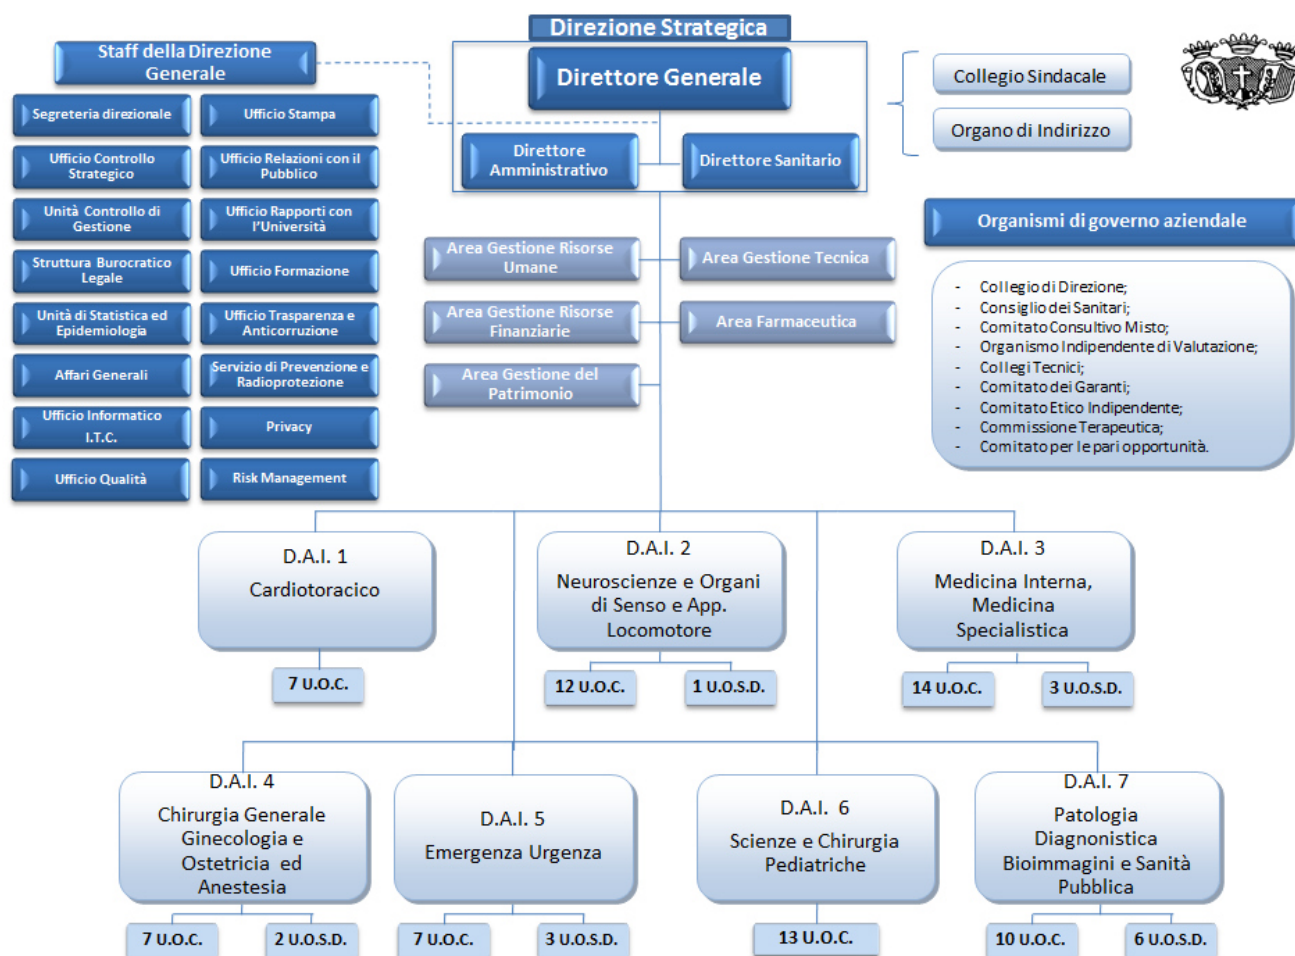 Direzione Strategica
Staff della Direzione
Generale
Direttore Generale
Collegio Sindacale
Organo di Indirizzo
Segreteria direzionale
Ufficio Stampa
Ufficio Controllo
Strategico
Ufficio Relazioni con il
Pubblico
Unità Controllo di
Gestione
Ufficio Rapporti con
l'Università
Struttura Burocratico
Legale
Ufficio Formazione
Unità di Statistica ed
Epidemiologia
Ufficio Trasparenza e
Anticorruzione
Affari Generali
Servizio di Prevenzione e
Radioprotezione
Ufficio Informatico
I.T.C.
Privacy
Ufficio Qualità
Risk Management
Direttore
Amministrativo
Direttore Sanitario
Area Gestione Risorse
Umane
Area Gestione Tecnica
Area Gestione Risorse
Finanziarie
Area Farmaceutica
Area Gestione del
Patrimonio
Organismi di governo aziendale
- Collegio di Direzione;
- Consiglio dei Sanitari;
- Comitato Consultivo Misto;
- Organismo Indipendente di Valutazione;
- Collegi Tecnici;
- Comitato dei Garanti;
- Comitato Etico Indipendente;
- Commissione Terapeutica;
- Comitato per le pari opportunità.
D.A.I. 1
Cardiotoracico
7 U.O.C.
D.A.I. 2
Neuroscienze e Organi
di Senso e App.
Locomotore
12 U.O.C.
1 U.O.S.D.
D.A.I. 3
Medicina Interna,
Medicina
Specialistica
14 U.O.C.
3 U.O.S.D.
D.A.I. 4
Chirurgia Generale
Ginecologia e
Ostetricia ed
Anestesia
7 U.O.C.
2 U.O.S.D.
D.A.I. 5
Emergenza Urgenza
7 U.O.C.
3 U.O.S.D.
D.A.I. 6
Scienze e Chirurgia
Pediatriche
13 U.O.C.
D.A.I. 7
Patologia
Diagnonistica
Bioimmagini e Sanità
Pubblica
10 U.O.C.
6 U.O.S.D.